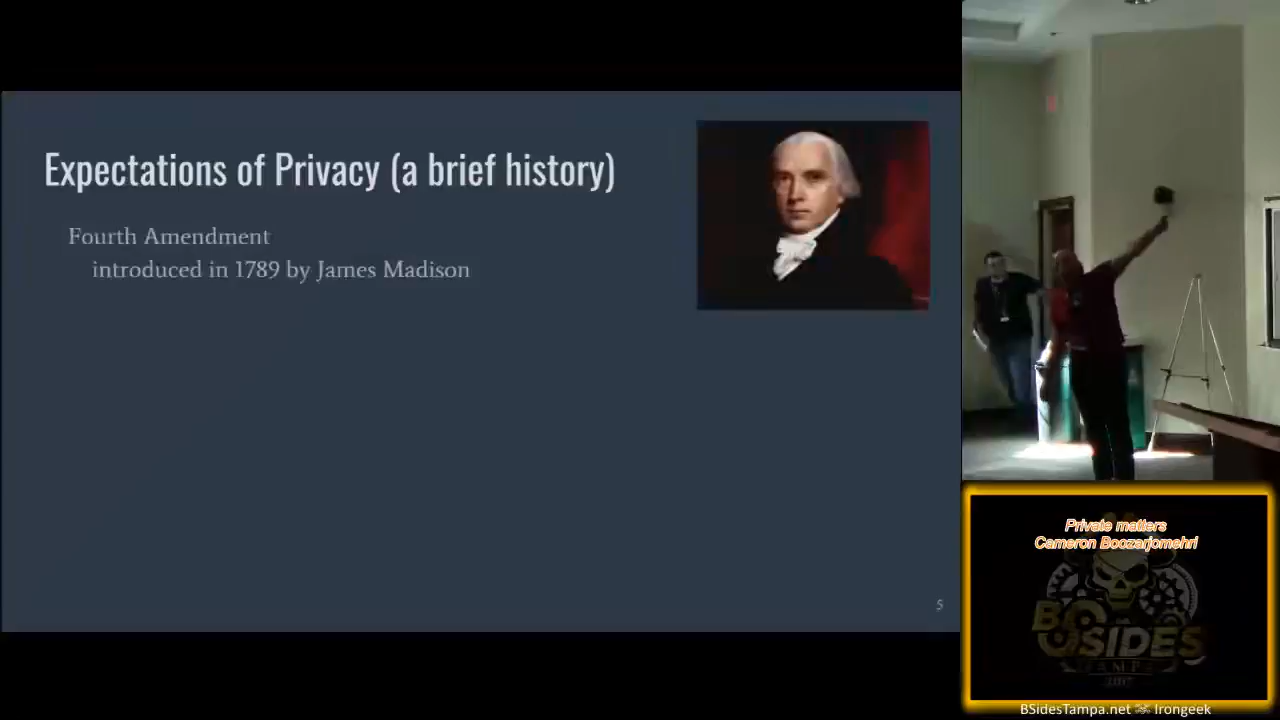 Expectations of Privacy (a brief history)
Fourth Amendment
introduced in 1789 by James Madison
5
Private matters
Cameron Boozarjomehri
BSIDES
TAMPA
2017
BSidesTampa.net Irongeek